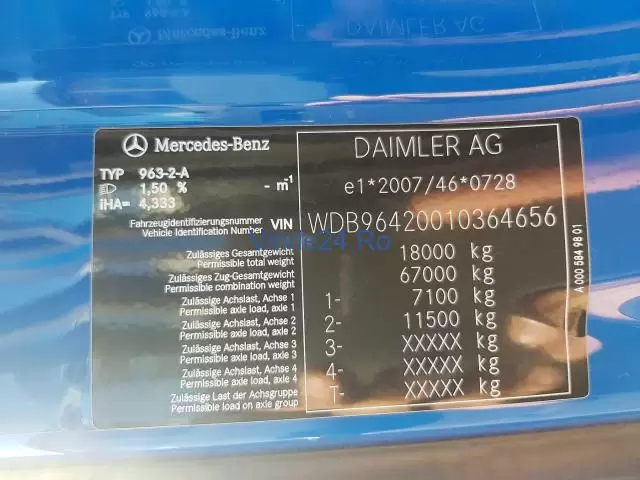 Mercedes-Benz
DAIMLER AG
TYP 963-2-A
1,50 % - m-1
e1*2007/46*0728
iHA= 4,333
Fahrzeugidentifizierungsnummer
Vehicle Identification Number VIN WDB96420010364656
Zulässiges Gesamtgewicht
Permissible total weight 18000 kg
Zulässiges Zug-Gesamtgewicht
Permissible combination weight 67000 kg
Zulässige Achslast, Achse 1
Permissible axle load, axle 1 1- 7100 kg
Zulässige Achslast, Achse 2
Permissible axle load, axle 2 2- 11500 kg
Zulässige Achslast, Achse 3
Permissible axle load, axle 3 3- XXXXX kg
Zulässige Achslast, Achse 4
Permissible axle load, axle 4 4- XXXXX kg
Zulässige Last der Achsgruppe
Permissible load on axle group T- XXXXX kg
A 000 584 98 01
Mercedes-Benz